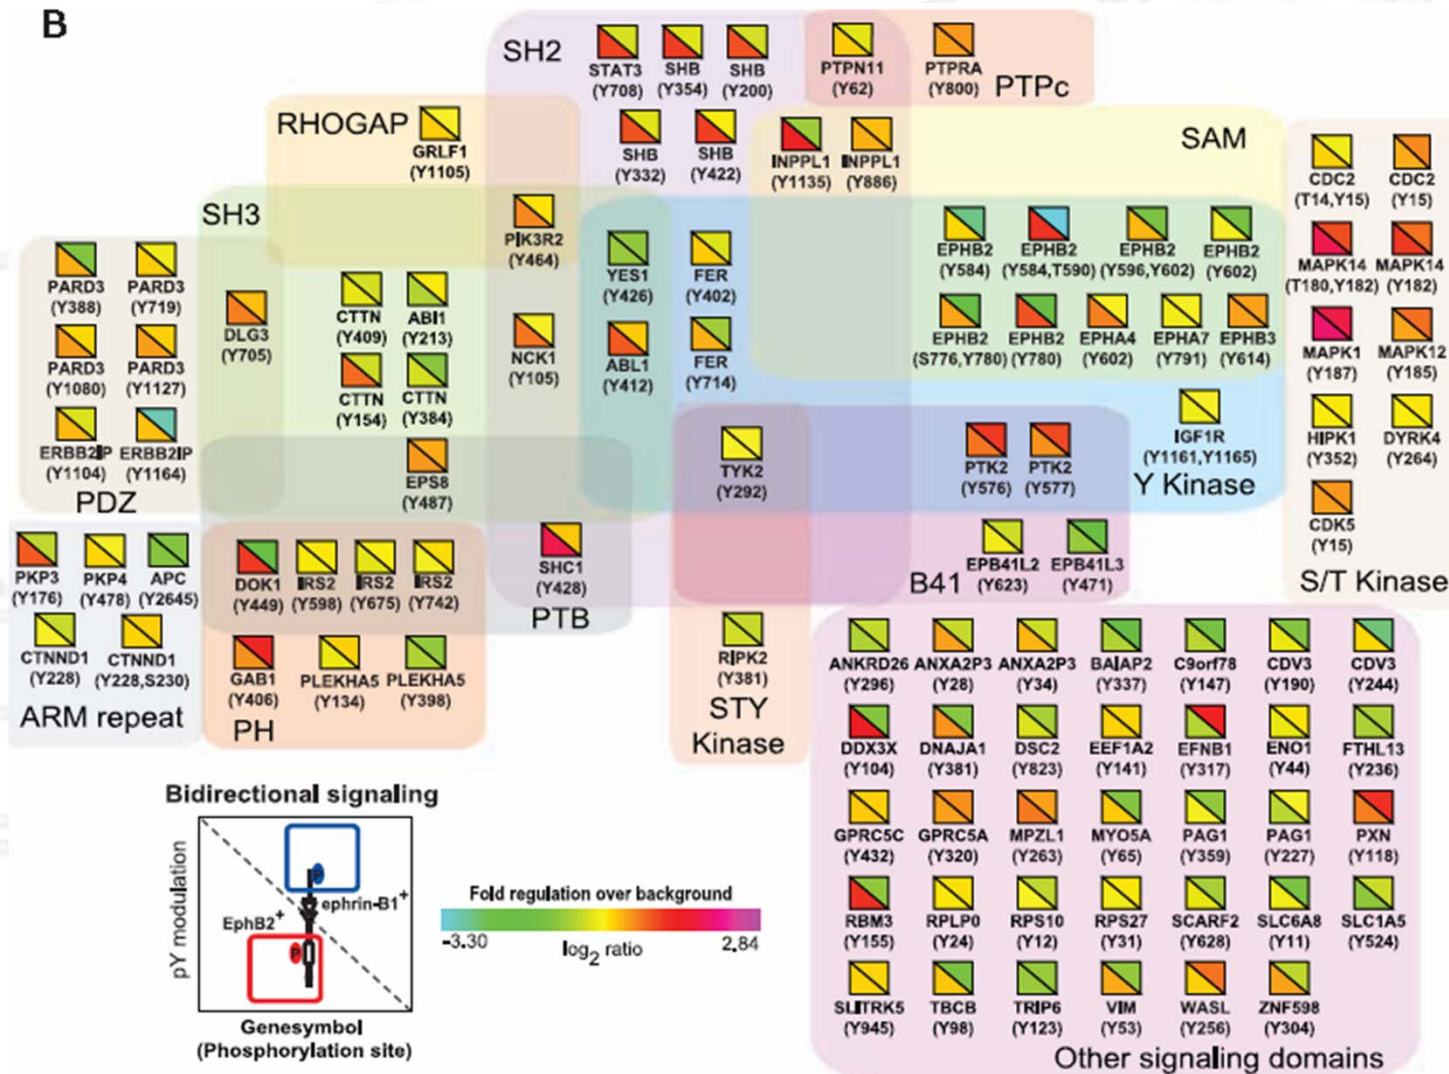 B
SH2
STAT3
(Y708)
SHB
(Y354)
SHB
(Y200)
PTPN11
(Y62)
PTPRA
(Y800)
PTPc
RHOGAP
GRLF1
(Y1105)
SHB
(Y332)
SHB
(Y422)
INPPL1
(Y1135)
INPPL1
(Y886)
SAM
CDC2
(T14,Y15)
CDC2
(Y15)
SH3
PIK3R2
(Y464)
YES1
(Y426)
FER
(Y402)
EPHB2
(Y584)
EPHB2
(Y584,T590)
EPHB2
(Y596,Y602)
EPHB2
(Y602)
MAPK14
(T180,Y182)
MAPK14
(Y182)
PARD3
(Y388)
PARD3
(Y719)
DLG3
(Y705)
CTTN
(Y409)
ABI1
(Y213)
NCK1
(Y105)
ABL1
(Y412)
FER
(Y714)
EPHB2
(S776,Y780)
EPHB2
(Y780)
EPHA4
(Y602)
EPHA7
(Y791)
EPHB3
(Y614)
MAPK1
(Y187)
MAPK12
(Y185)
PARD3
(Y1080)
PARD3
(Y1127)
CTTN
(Y154)
CTTN
(Y384)
ERBB2IP
(Y1104)
ERBB2IP
(Y1164)
PDZ
EPS8
(Y487)
TYK2
(Y292)
PTK2
(Y576)
PTK2
(Y577)
IGF1R
(Y1161,Y1165)
Y Kinase
HIPK1
(Y352)
DYRK4
(Y264)
CDK5
(Y15)
S/T Kinase
PKP3
(Y176)
PKP4
(Y478)
APC
(Y2645)
DOK1
(Y449)
IRS2
(Y598)
IRS2
(Y675)
IRS2
(Y742)
SHC1
(Y428)
PTB
EPB41L2
(Y623)
EPB41L3
(Y471)
B41
CTNND1
(Y228)
CTNND1
(Y228,S230)
ARM repeat
GAB1
(Y406)
PLEKHA5
(Y134)
PLEKHA5
(Y398)
PH
RIPK2
(Y381)
STY
Kinase
ANKRD26
(Y296)
ANXA2P3
(Y28)
ANXA2P3
(Y34)
BAIAP2
(Y337)
C9orf78
(Y147)
CDV3
(Y190)
CDV3
(Y244)
DDX3X
(Y104)
DNAJA1
(Y381)
DSC2
(Y823)
EEF1A2
(Y141)
EFNB1
(Y317)
ENO1
(Y44)
FTHL13
(Y236)
GPRC5C
(Y432)
GPRC5A
(Y320)
MPZL1
(Y263)
MYO5A
(Y65)
PAG1
(Y359)
PAG1
(Y227)
PXN
(Y118)
RBM3
(Y155)
RPLP0
(Y24)
RPS10
(Y12)
RPS27
(Y31)
SCARF2
(Y628)
SLC6A8
(Y11)
SLC1A5
(Y524)
SLITRK5
(Y945)
TBCB
(Y98)
TRIP6
(Y123)
VIM
(Y53)
WASL
(Y256)
ZNF598
(Y304)
Other signaling domains
Bidirectional signaling
pY modulation
P
ephrin-B1+
EphB2+
P
Genesymbol
(Phosphorylation site)
Fold regulation over background
-3.30
log2 ratio
2.84